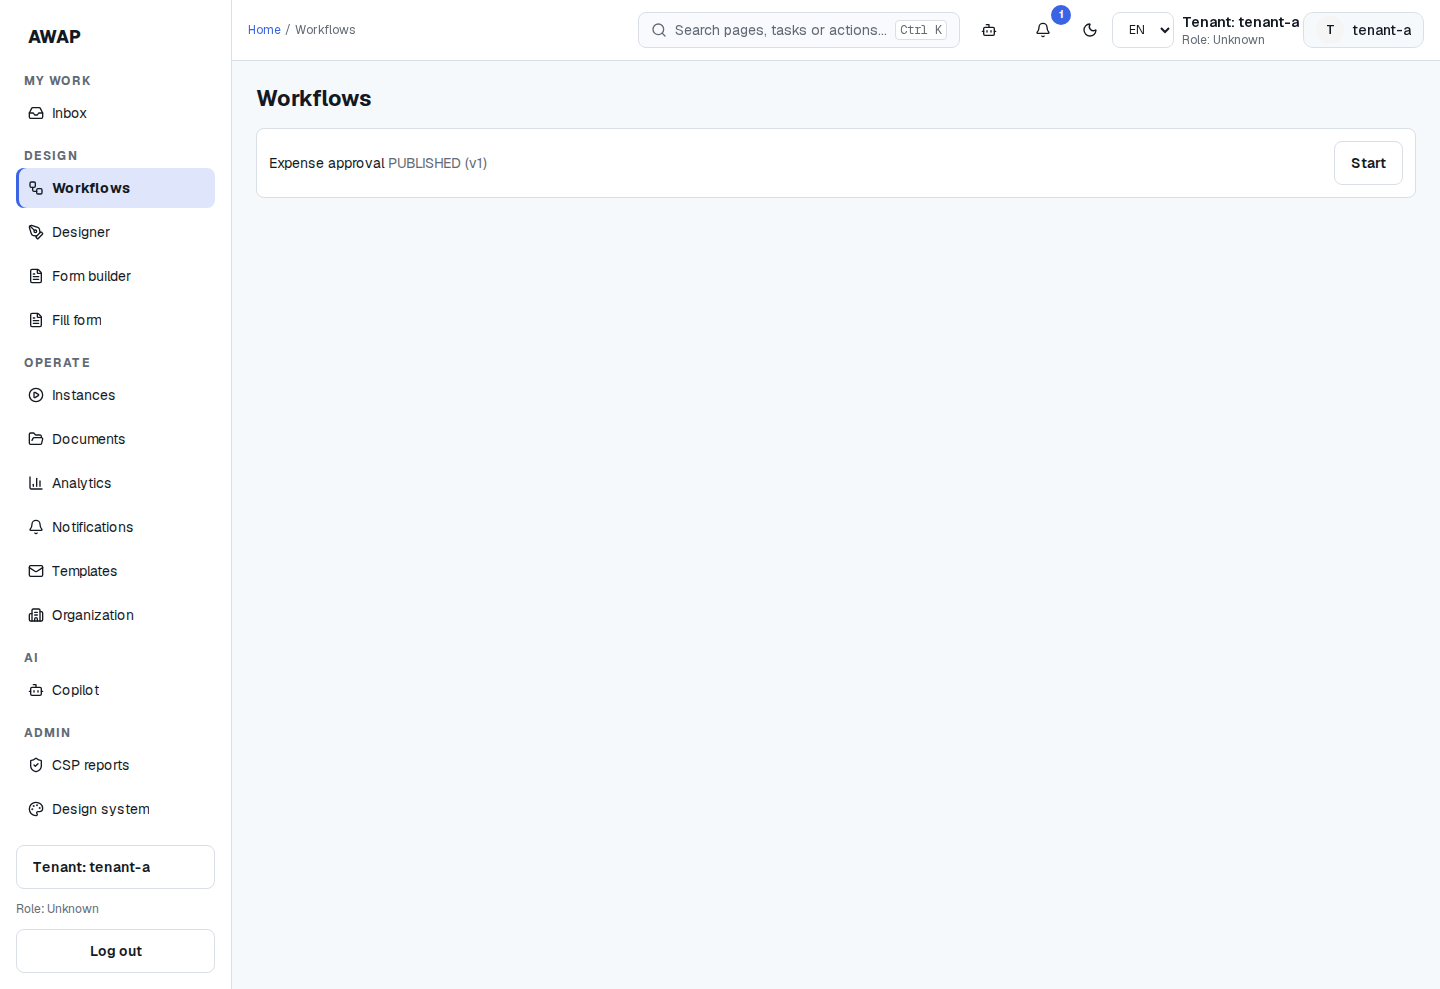 AWAP
MY WORK
Inbox
DESIGN
Workflows
Designer
Form builder
Fill form
OPERATE
Instances
Documents
Analytics
Notifications
Templates
Organization
AI
Copilot
ADMIN
CSP reports
Design system
Tenant: tenant-a
Role: Unknown
Log out
Home / Workflows
Search pages, tasks or actions... Ctrl K
1
EN
Tenant: tenant-a
Role: Unknown
T tenant-a
Workflows
Expense approval PUBLISHED (v1)
Start